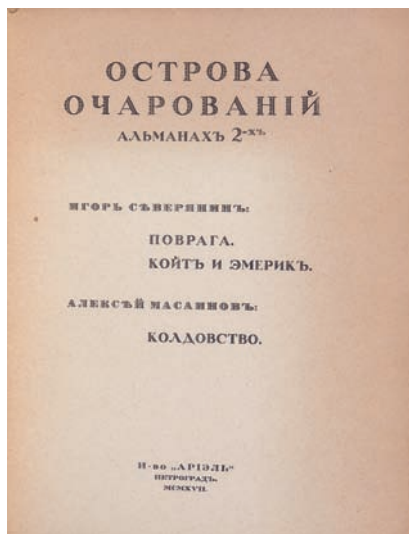 ОСТРОВА
ОЧАРОВАНІЙ
АЛЬМАНАХЪ 2-ХЪ
ИГОРЬ СѢВЕРЯНИНЪ:
ПОВРАГА.
КОЙТЪ И ЭМЕРИКЪ.
АЛЕКСѢЙ МАСАИНОВЪ:
КОЛДОВСТВО.
И-во „АРІЭЛЬ“
ПЕТРОГРАДЪ.
MCMXVII.